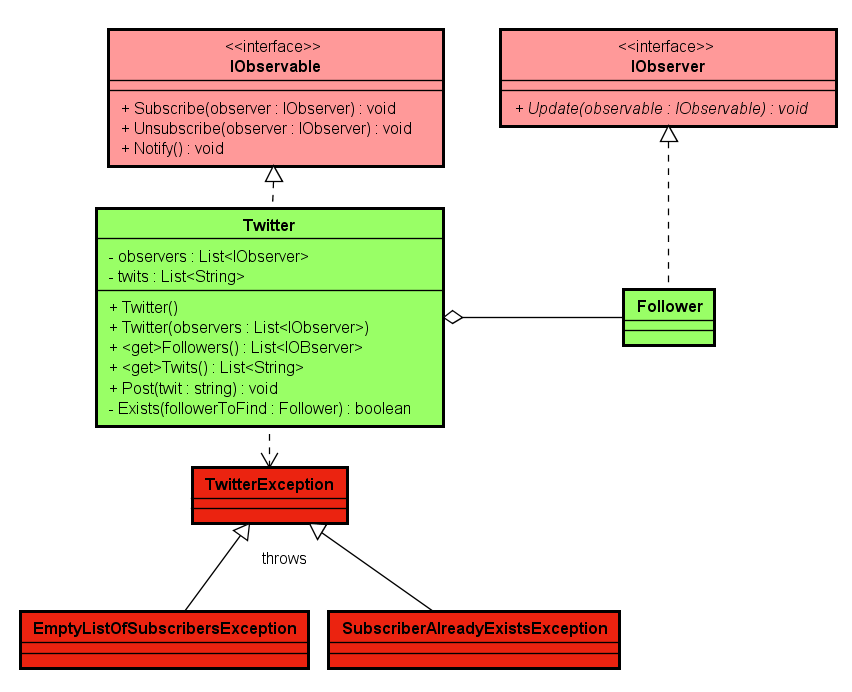 <<interface>>
IObservable
+ Subscribe(observer : IObserver) : void
+ Unsubscribe(observer : IObserver) : void
+ Notify() : void
<<interface>>
IObserver
+ Update(observable : IObservable) : void
Twitter
- observers : List<IObserver>
- twits : List<String>
+ Twitter()
+ Twitter(observers : List<IObserver>)
+ <get>Followers() : List<IOBserver>
+ <get>Twits() : List<String>
+ Post(twit : string) : void
- Exists(followerToFind : Follower) : boolean
Follower
TwitterException
throws
EmptyListOfSubscribersException
SubscriberAlreadyExistsException